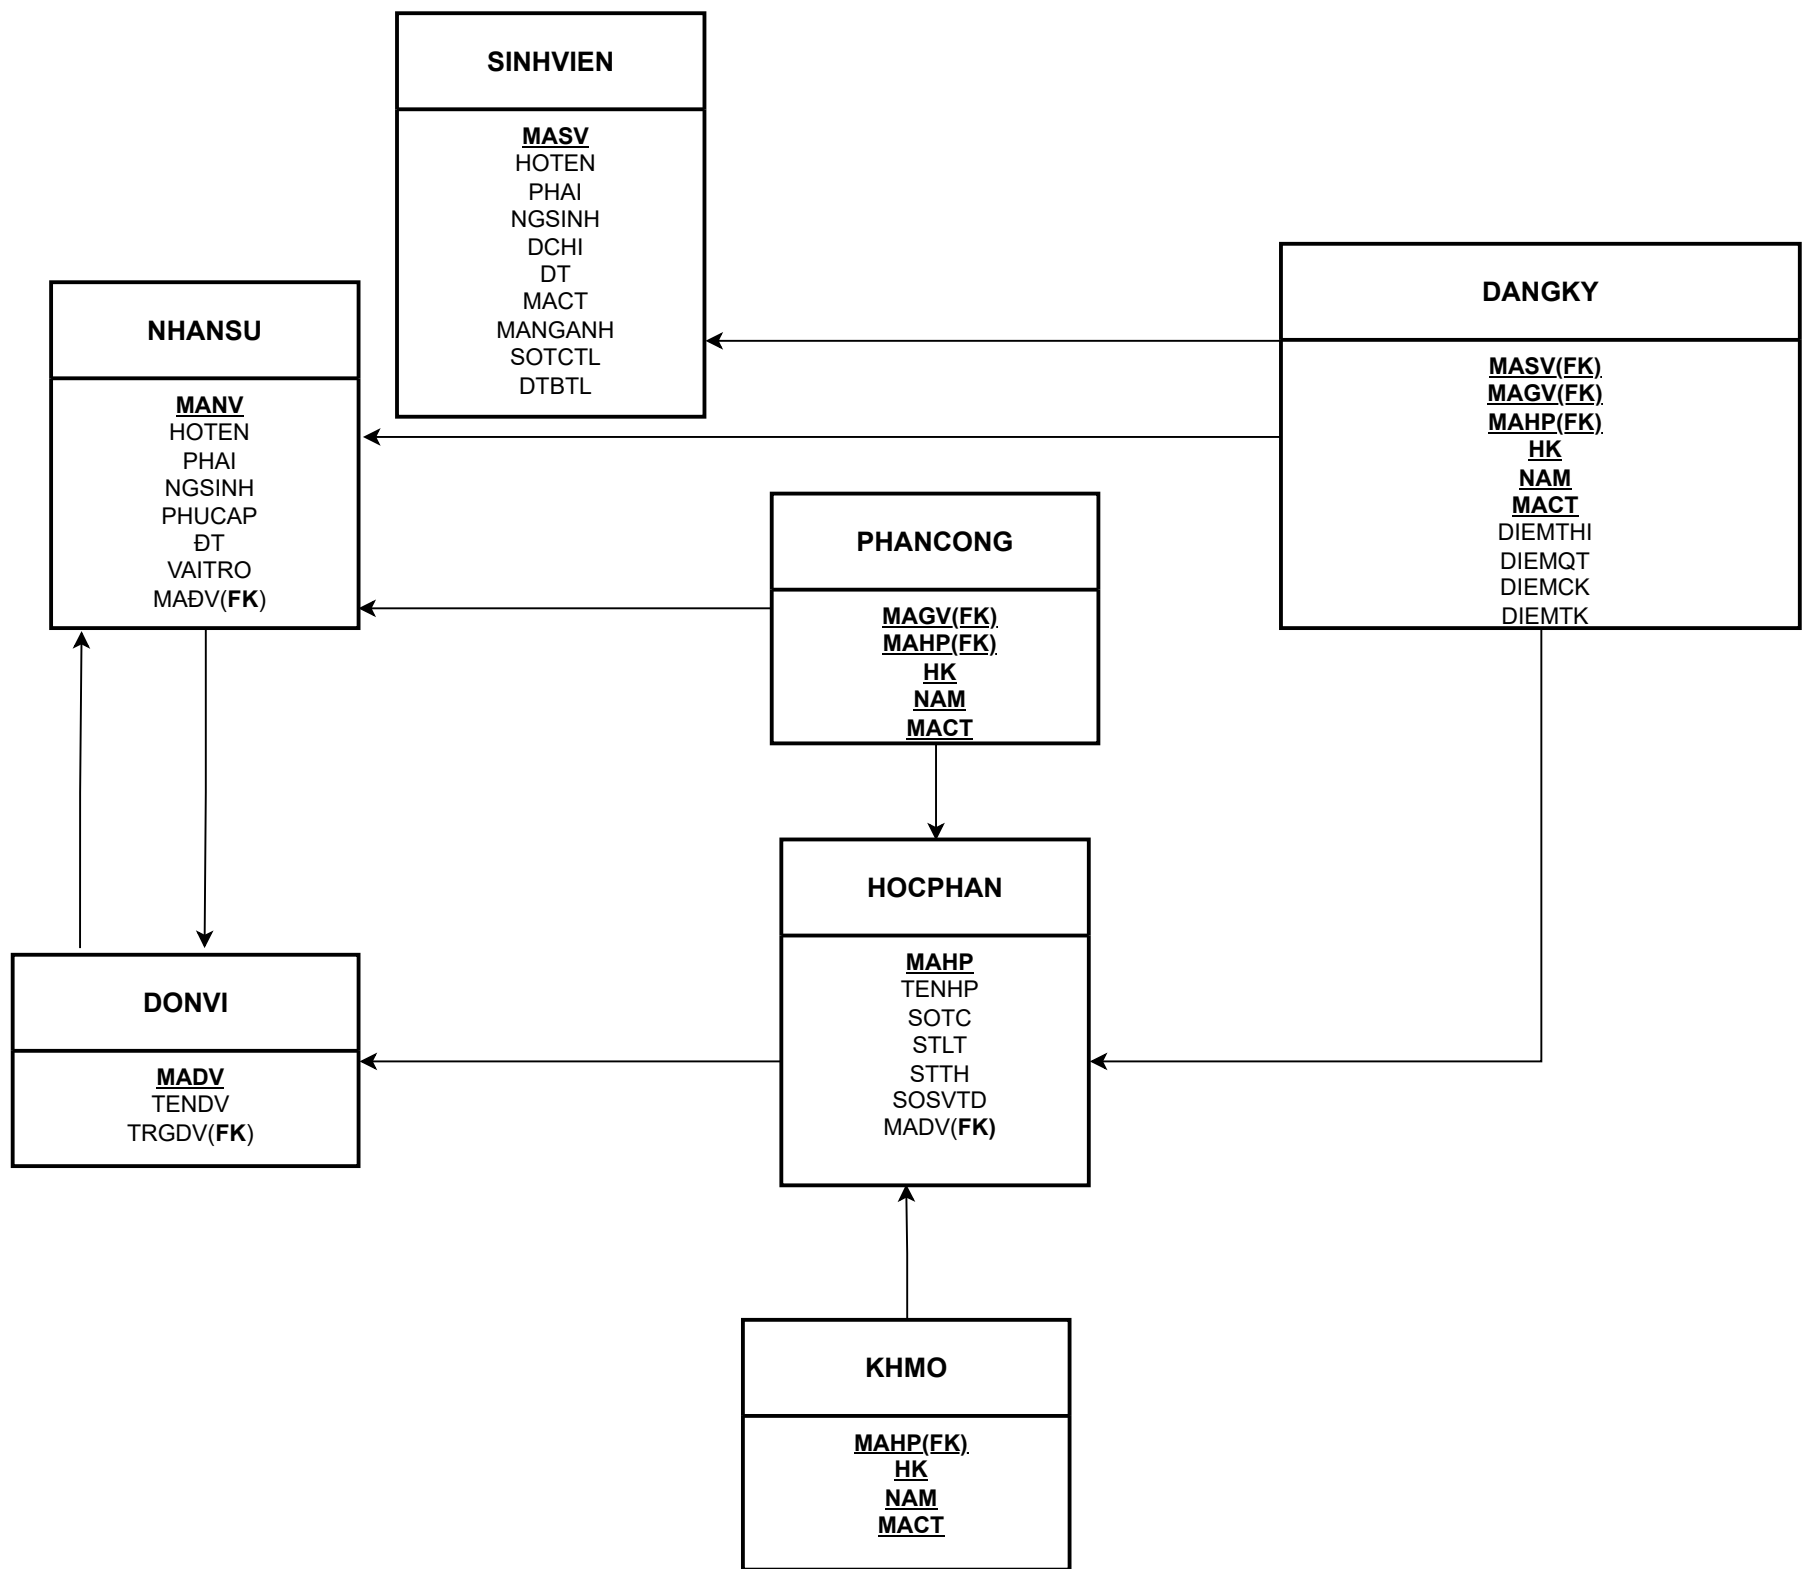 SINHVIEN
MASV
HOTEN
PHAI
NGSINH
DCHI
DT
MACT
MANGANH
SOTCTL
DTBTL
NHANSU
MANV
HOTEN
PHAI
NGSINH
PHUCAP
ĐT
VAITRO
MAĐV(FK)
DANGKY
MASV(FK)
MAGV(FK)
MAHP(FK)
HK
NAM
MACT
DIEMTHI
DIEMQT
DIEMCK
DIEMTK
PHANCONG
MAGV(FK)
MAHP(FK)
HK
NAM
MACT
HOCPHAN
MAHP
TENHP
SOTC
STLT
STTH
SOSVTD
MADV(FK)
DONVI
MADV
TENDV
TRGDV(FK)
KHMO
MAHP(FK)
HK
NAM
MACT